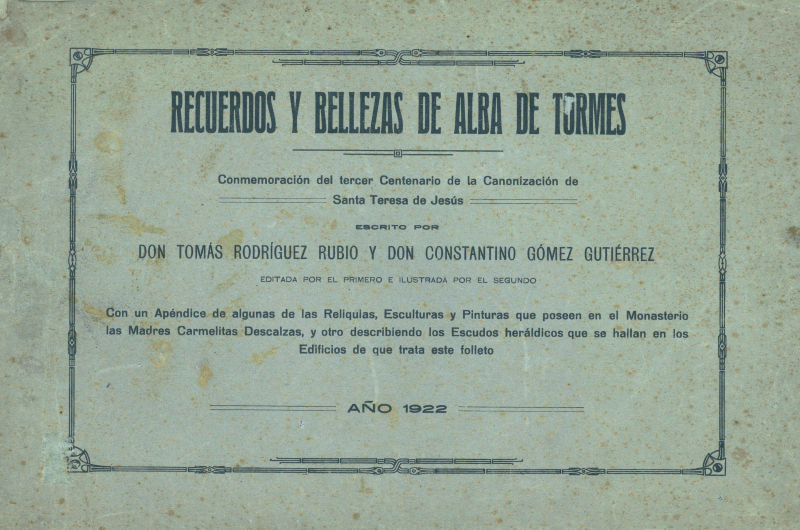 RECUERDOS Y BELLEZAS DE ALBA DE TORMES
Conmemoración del tercer Centenario de la Canonización de
Santa Teresa de Jesús
ESCRITO POR
DON TOMÁS RODRÍGUEZ RUBIO Y DON CONSTANTINO GÓMEZ GUTIÉRREZ
EDITADA POR EL PRIMERO E ILUSTRADA POR EL SEGUNDO
Con un Apéndice de algunas de las Reliquias, Esculturas y Pinturas que poseen en el Monasterio
las Madres Carmelitas Descalzas, y otro describiendo los Escudos heráldicos que se hallan en los
Edificios de que trata este folleto
AÑO 1922